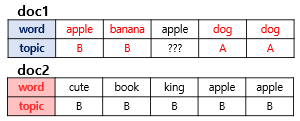 doc1
word apple banana apple dog dog
topic B B ??? A A
doc2
word cute book king apple apple
topic B B B B B